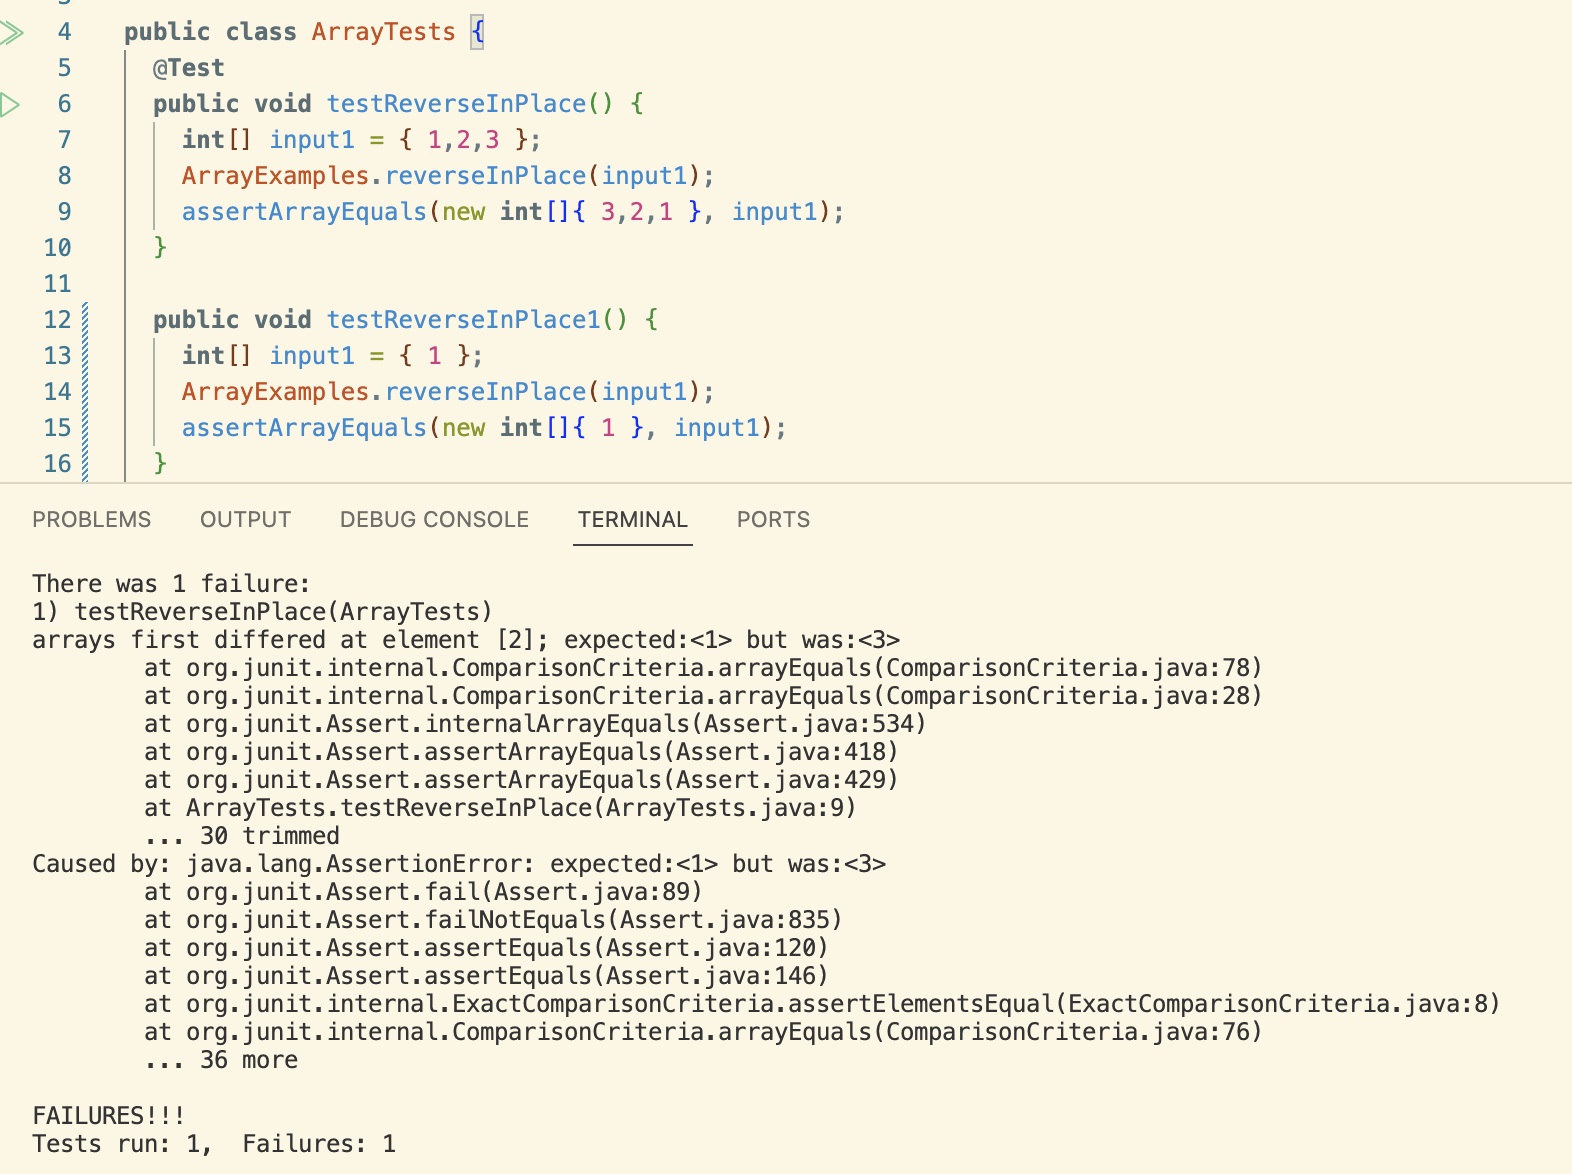 4 public class ArrayTests {
5 @Test
6 public void testReverseInPlace() {
7 int[] input1 = { 1,2,3 };
8 ArrayExamples.reverseInPlace(input1);
9 assertArrayEquals(new int[]{ 3,2,1 }, input1);
10 }
11
12 public void testReverseInPlace1() {
13 int[] input1 = { 1 };
14 ArrayExamples.reverseInPlace(input1);
15 assertArrayEquals(new int[]{ 1 }, input1);
16 }
PROBLEMS OUTPUT DEBUG CONSOLE TERMINAL PORTS
There was 1 failure:
1) testReverseInPlace(ArrayTests)
arrays first differed at element [2]; expected:<1> but was:<3>
at org.junit.internal.ComparisonCriteria.arrayEquals(ComparisonCriteria.java:78)
at org.junit.internal.ComparisonCriteria.arrayEquals(ComparisonCriteria.java:28)
at org.junit.Assert.internalArrayEquals(Assert.java:534)
at org.junit.Assert.assertArrayEquals(Assert.java:418)
at org.junit.Assert.assertArrayEquals(Assert.java:429)
at ArrayTests.testReverseInPlace(ArrayTests.java:9)
... 30 trimmed
Caused by: java.lang.AssertionError: expected:<1> but was:<3>
at org.junit.Assert.fail(Assert.java:89)
at org.junit.Assert.failNotEquals(Assert.java:835)
at org.junit.Assert.assertEquals(Assert.java:120)
at org.junit.Assert.assertEquals(Assert.java:146)
at org.junit.internal.ExactComparisonCriteria.assertElementsEqual(ExactComparisonCriteria.java:8)
at org.junit.internal.ComparisonCriteria.arrayEquals(ComparisonCriteria.java:76)
... 36 more
FAILURES!!!
Tests run: 1,  Failures: 1